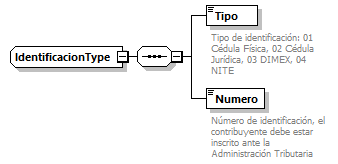 IdentificacionType
Tipo
Tipo de identificación: 01
Cédula Física, 02 Cédula
Jurídica, 03 DIMEX, 04
NITE
Numero
Número de identificación, el
contribuyente debe estar
inscrito ante la
Administración Tributaria